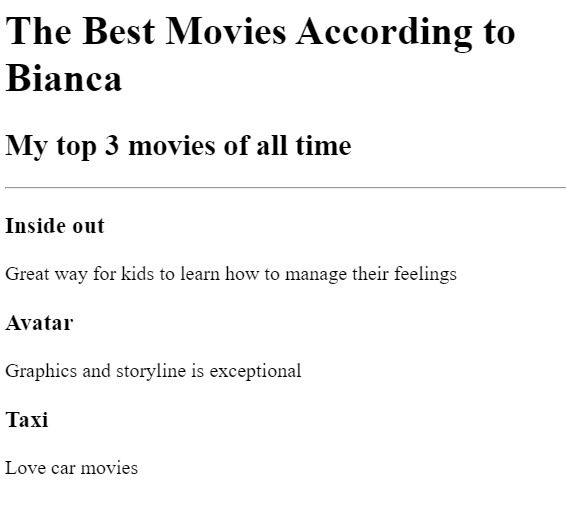 The Best Movies According to
Bianca
My top 3 movies of all time
Inside out
Great way for kids to learn how to manage their feelings
Avatar
Graphics and storyline is exceptional
Taxi
Love car movies